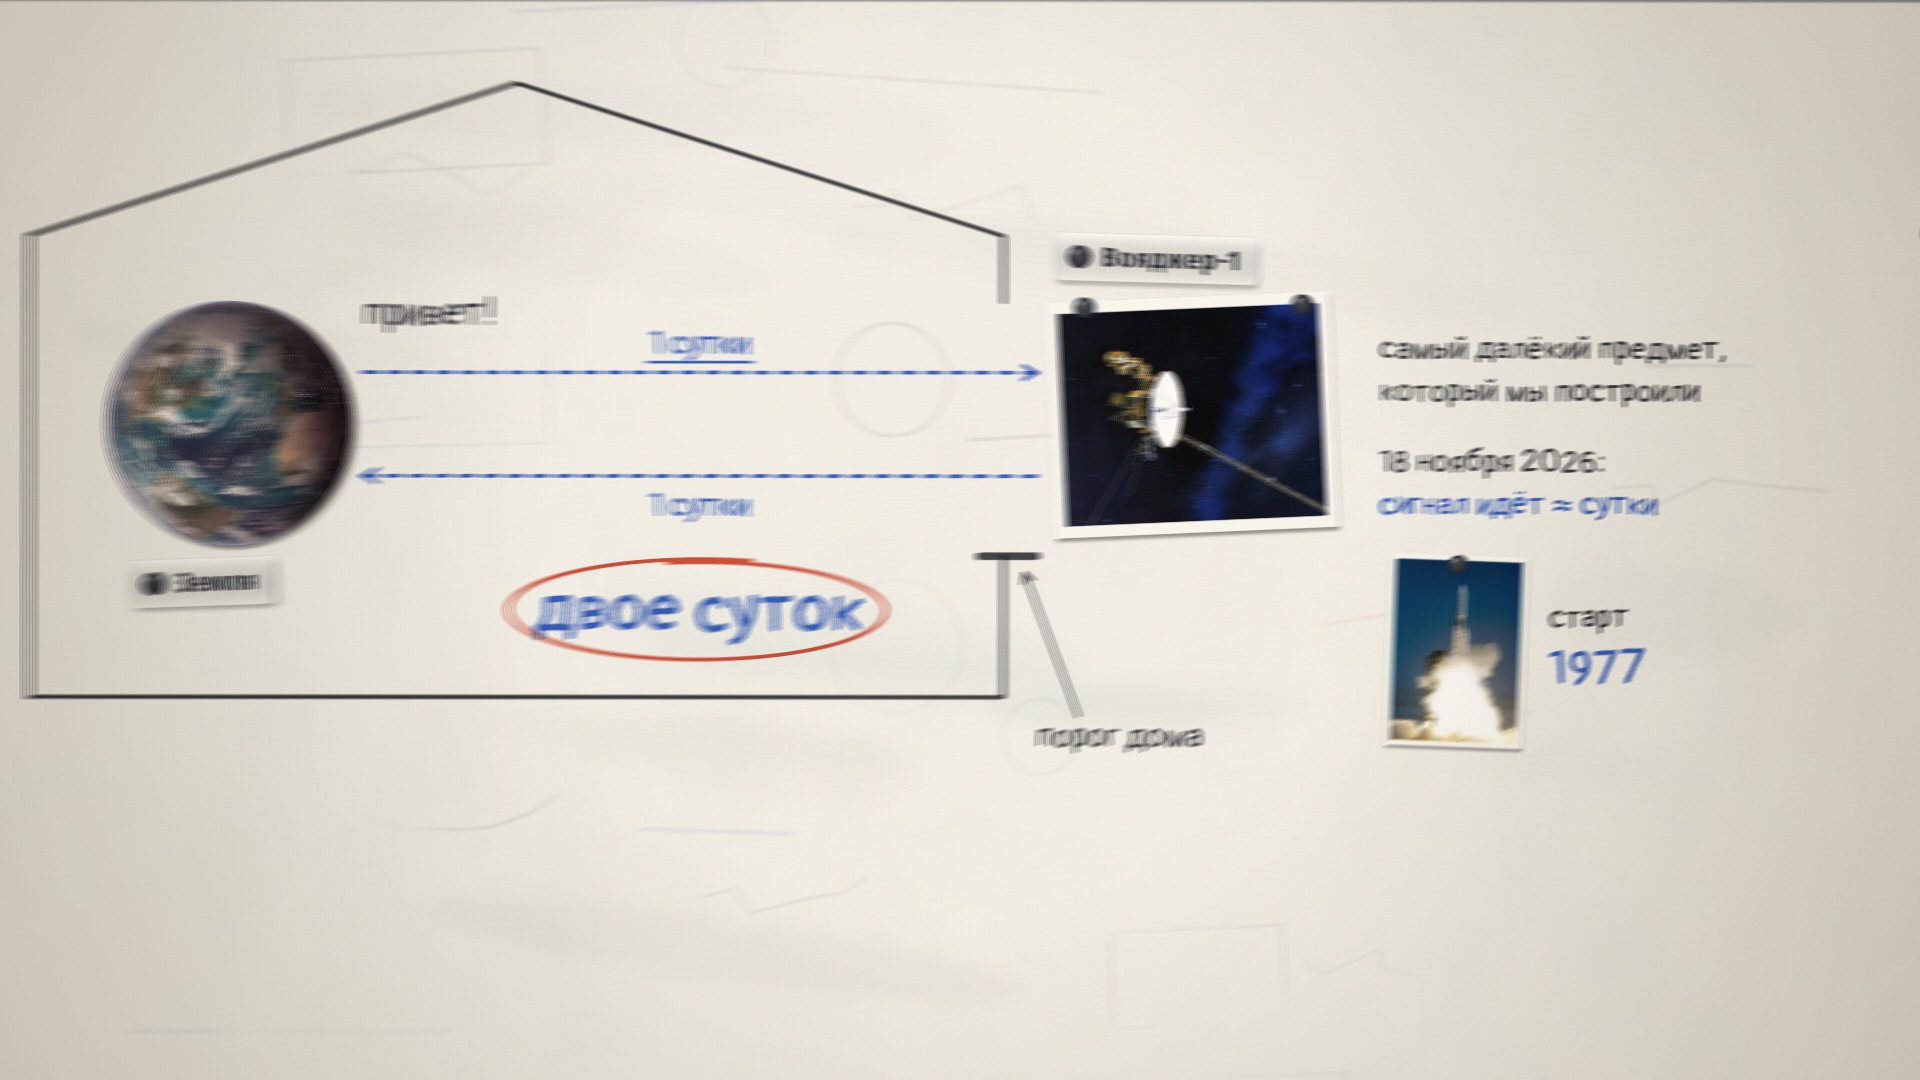 Вояджер-1
привет!
1 сутки
самый далёкий предмет,
который мы построили
18 ноября 2026:
сигнал идёт ≈ сутки
1 сутки
Земля
двое суток
старт
1977
порог дома